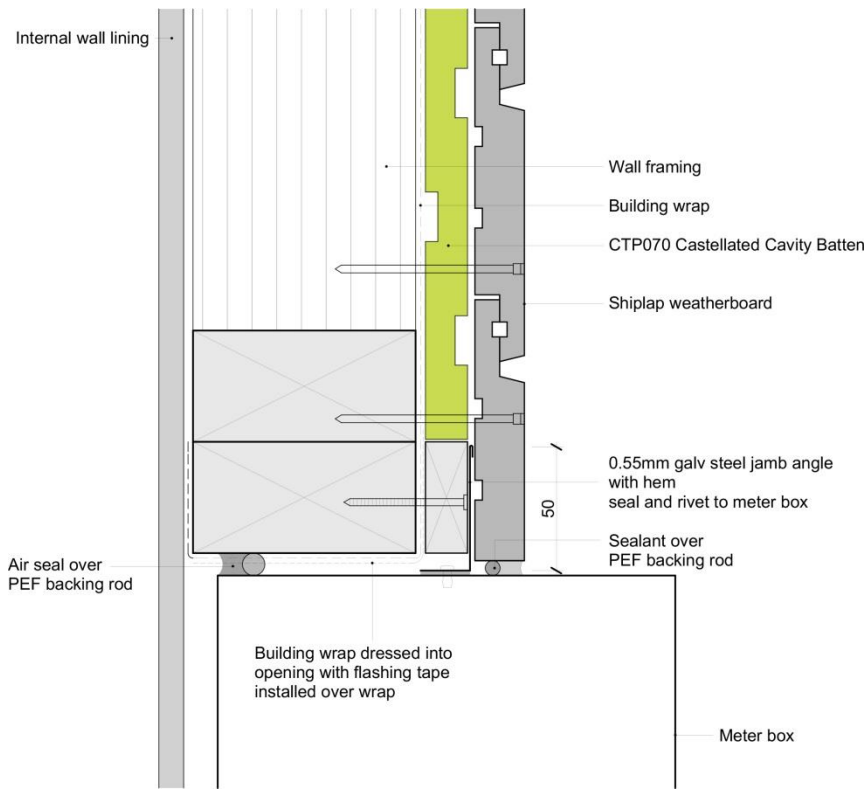 Internal wall lining
Wall framing
Building wrap
CTP070 Castellated Cavity Batten
Shiplap weatherboard
0.55mm galv steel jamb angle
with hem
seal and rivet to meter box
50
Sealant over
PEF backing rod
Air seal over
PEF backing rod
Building wrap dressed into
opening with flashing tape
installed over wrap
Meter box